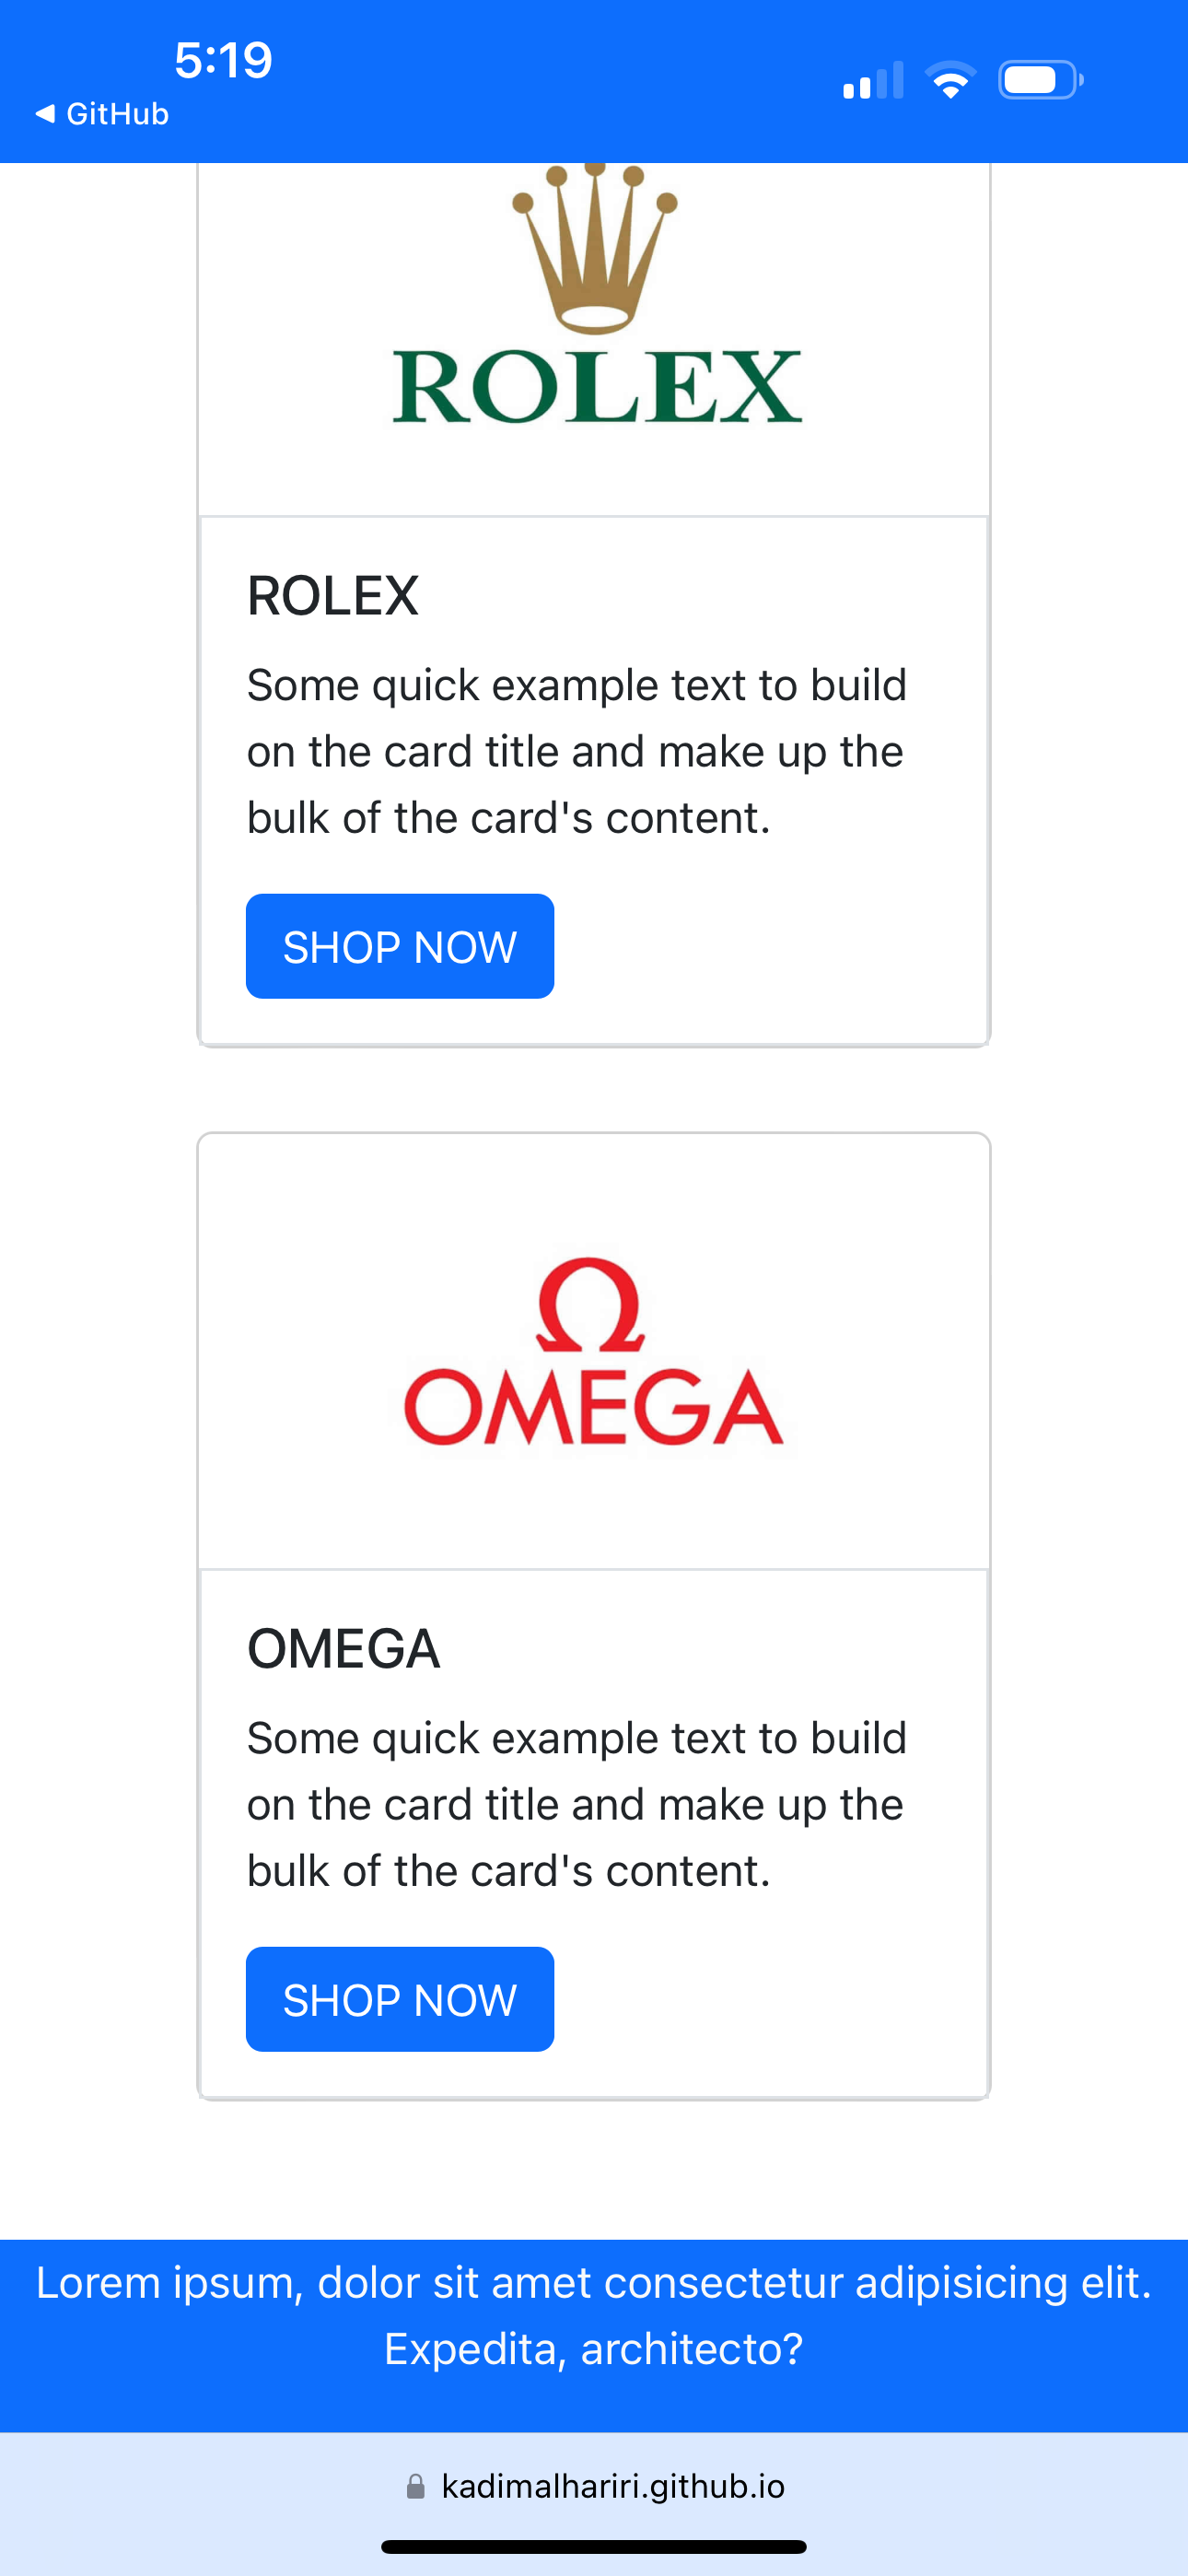 5:19
◀ GitHub
ROLEX
ROLEX
Some quick example text to build
on the card title and make up the
bulk of the card's content.
SHOP NOW
Ω
OMEGA
OMEGA
Some quick example text to build
on the card title and make up the
bulk of the card's content.
SHOP NOW
Lorem ipsum, dolor sit amet consectetur adipisicing elit.
Expedita, architecto?
kadimalhariri.github.io